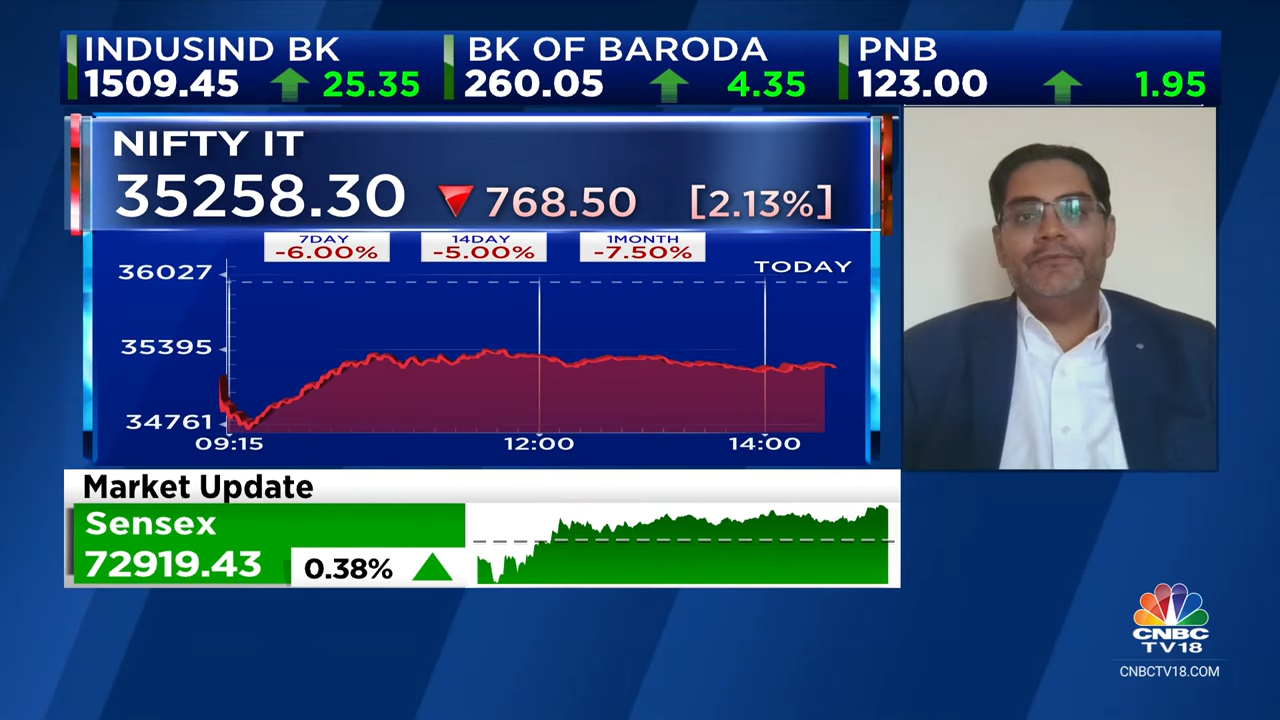 INDUSIND BK
1509.45 25.35
BK OF BARODA
260.05 4.35
PNB
123.00 1.95
NIFTY IT
35258.30 768.50 [2.13%]
7DAY
-6.00%
14DAY
-5.00%
1MONTH
-7.50%
TODAY
36027
35395
34761
09:15 12:00 14:00
Market Update
Sensex
72919.43 0.38%
CNBC
TV18
CNBCTV18.COM